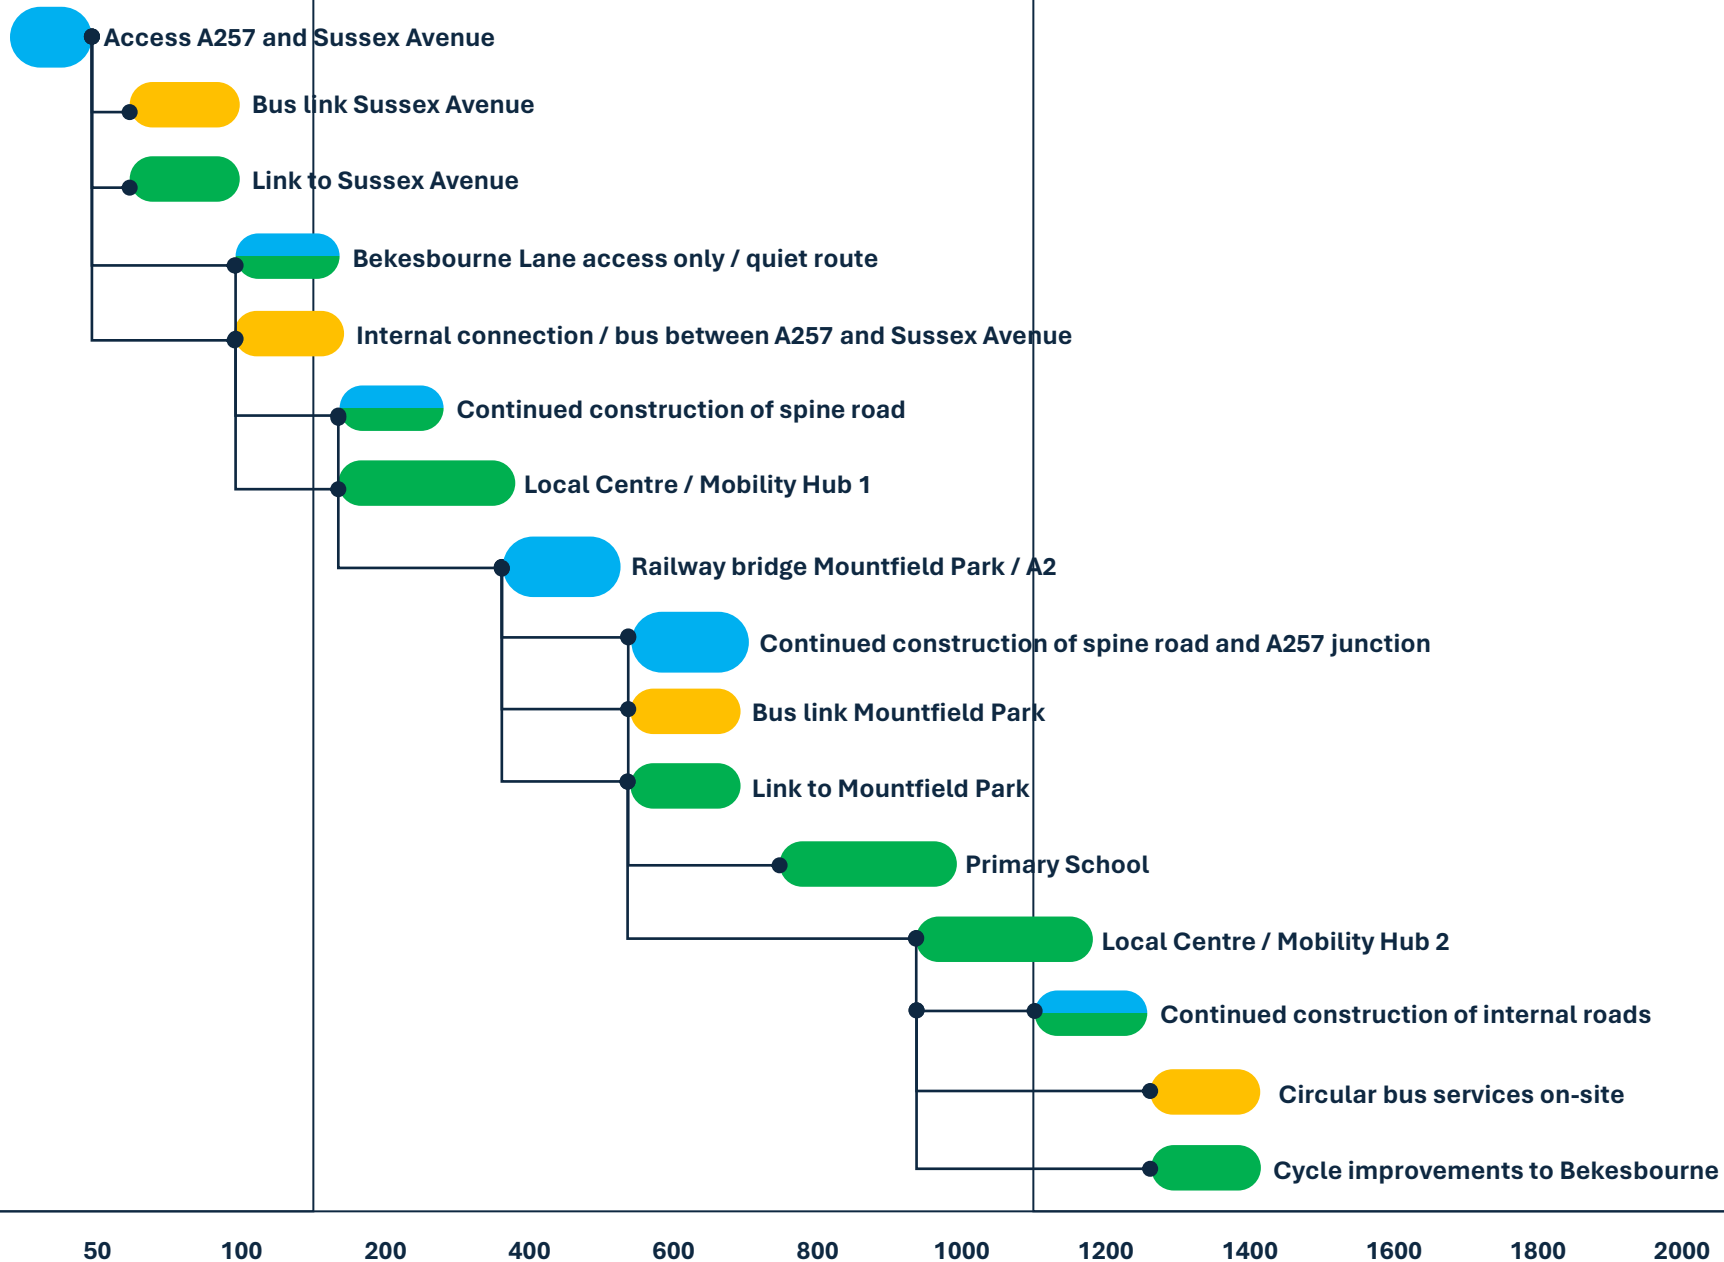 Access A257 and Sussex Avenue
Bus link Sussex Avenue
Link to Sussex Avenue
Bekesbourne Lane access only / quiet route
Internal connection / bus between A257 and Sussex Avenue
Continued construction of spine road
Local Centre / Mobility Hub 1
Railway bridge Mountfield Park / A2
Continued construction of spine road and A257 junction
Bus link Mountfield Park
Link to Mountfield Park
Primary School
Local Centre / Mobility Hub 2
Continued construction of internal roads
Circular bus services on-site
Cycle improvements to Bekesbourne
50 100 200 400 600 800 1000 1200 1400 1600 1800 2000